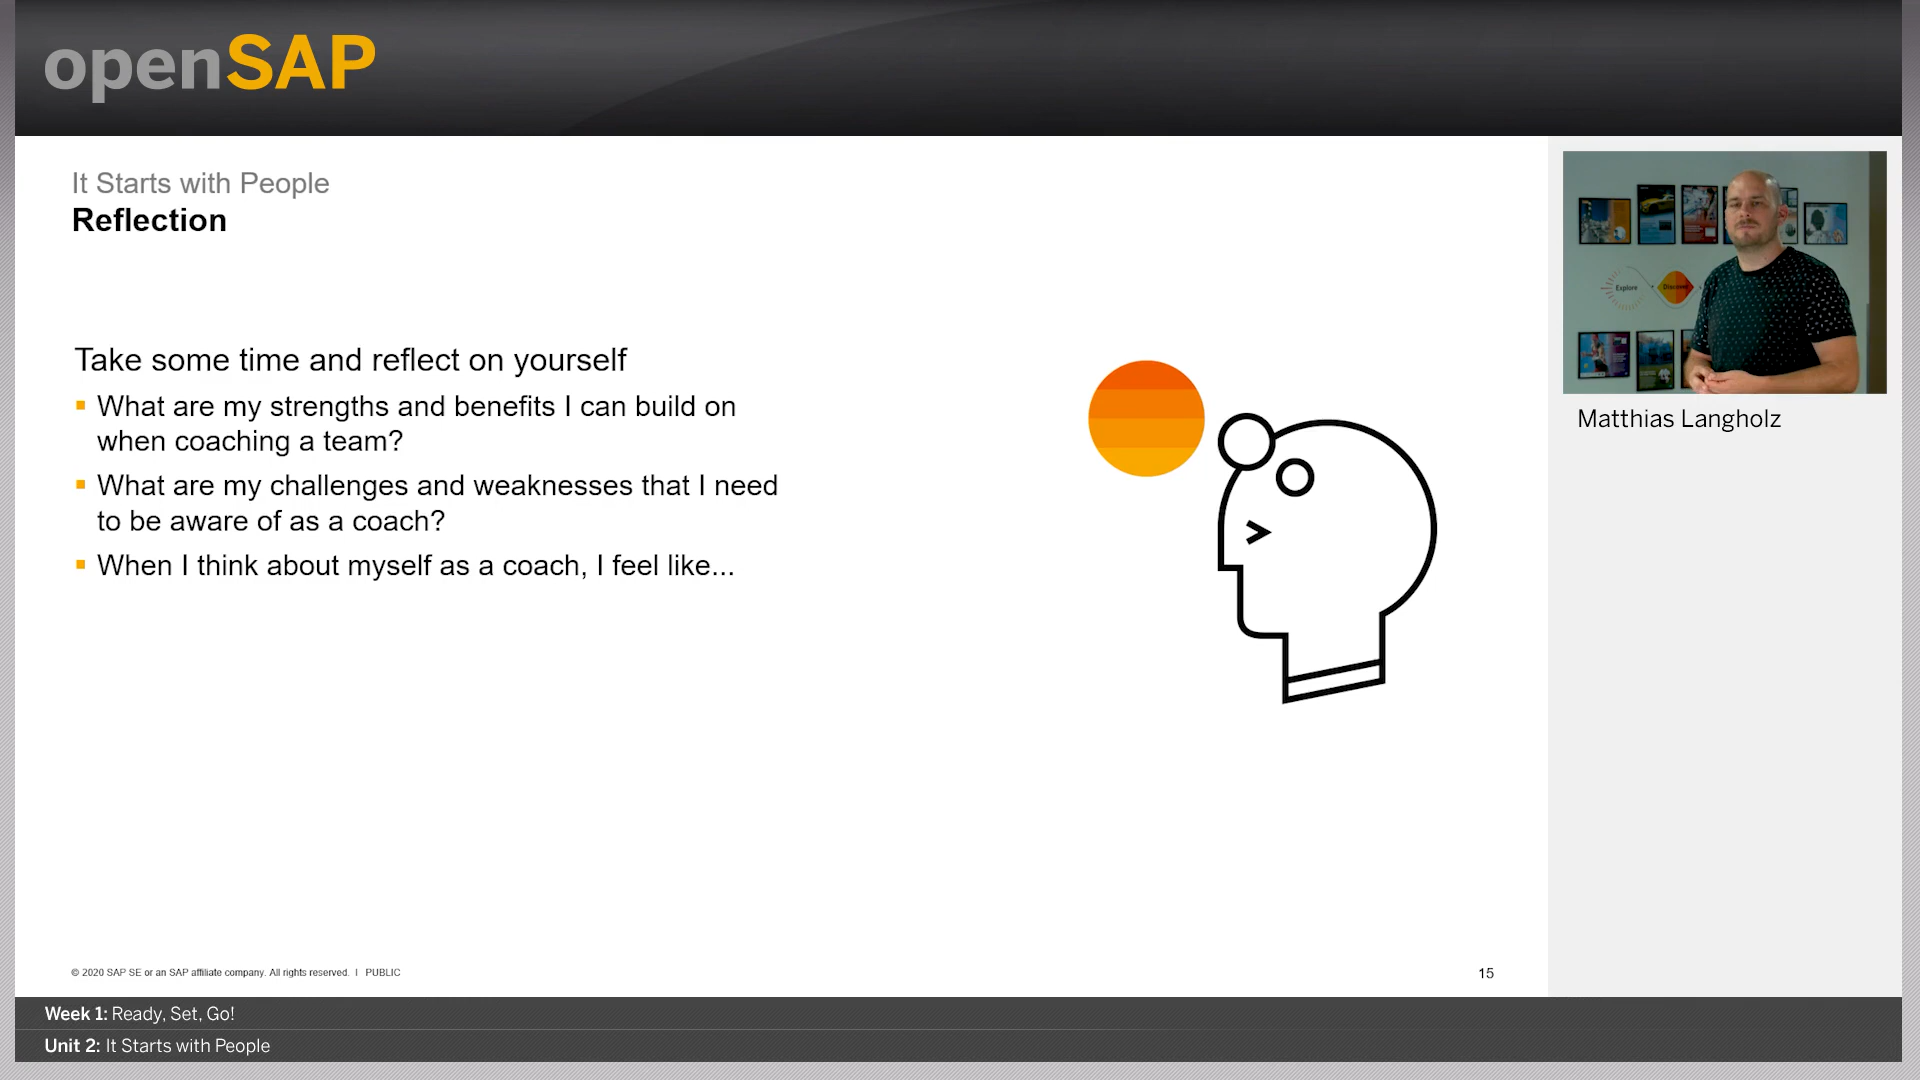 openSAP
It Starts with People
Reflection
Take some time and reflect on yourself
What are my strengths and benefits I can build on
when coaching a team?
What are my challenges and weaknesses that I need
to be aware of as a coach?
When I think about myself as a coach, I feel like...
© 2020 SAP SE or an SAP affiliate company. All rights reserved. I PUBLIC
15
Explore
Discover
Matthias Langholz
Week 1: Ready, Set, Go!
Unit 2: It Starts with People